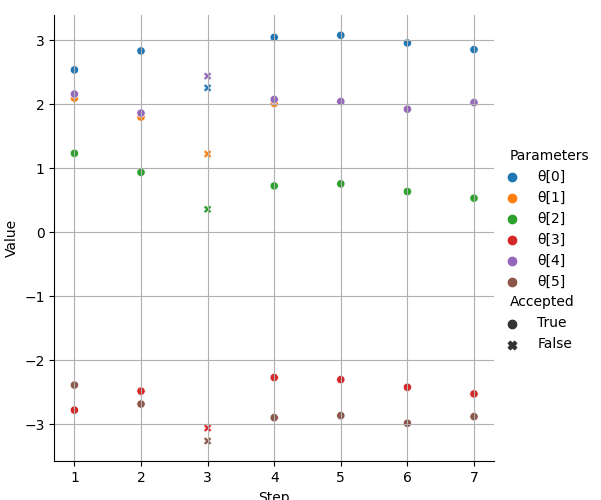 3
2
1
0
−1
−2
−3
Value
1 2 3 4 5 6 7
Step
Parameters
θ[0]
θ[1]
θ[2]
θ[3]
θ[4]
θ[5]
Accepted
True
False